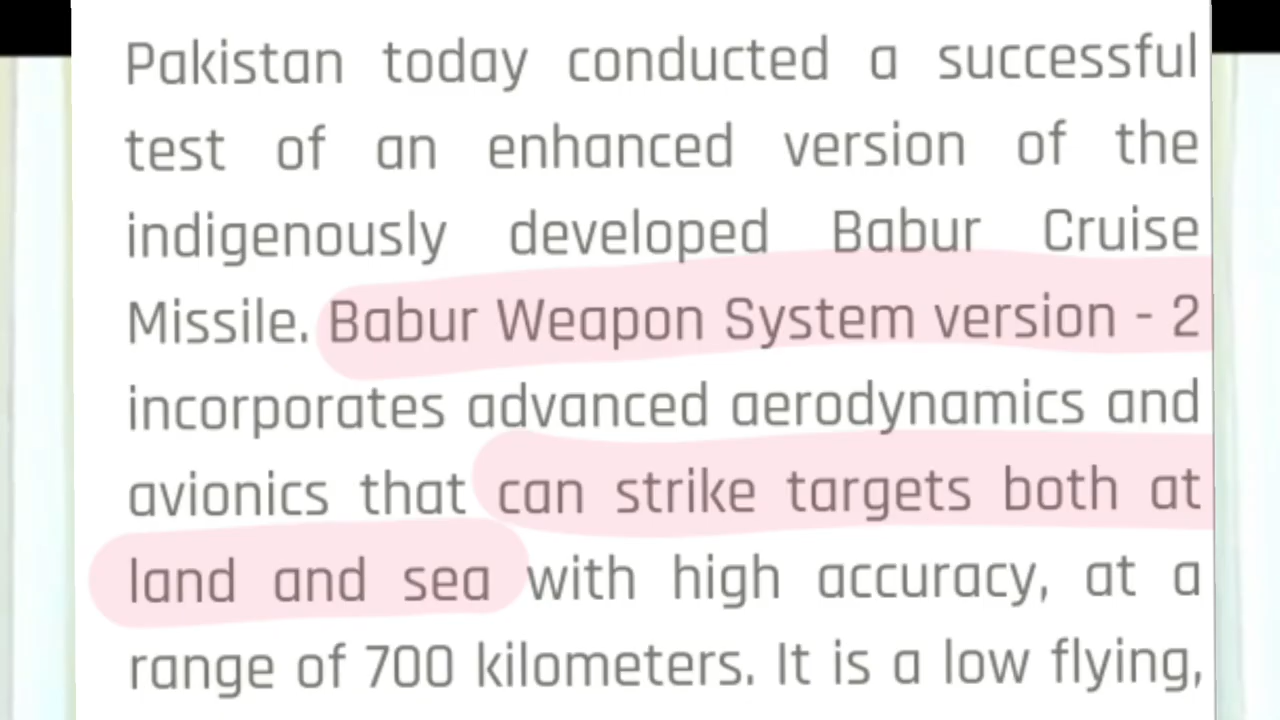 Pakistan today conducted a successful
test of an enhanced version of the
indigenously developed Babur Cruise
Missile. Babur Weapon System version - 2
incorporates advanced aerodynamics and
avionics that can strike targets both at
land and sea with high accuracy, at a
range of 700 kilometers. It is a low flying,